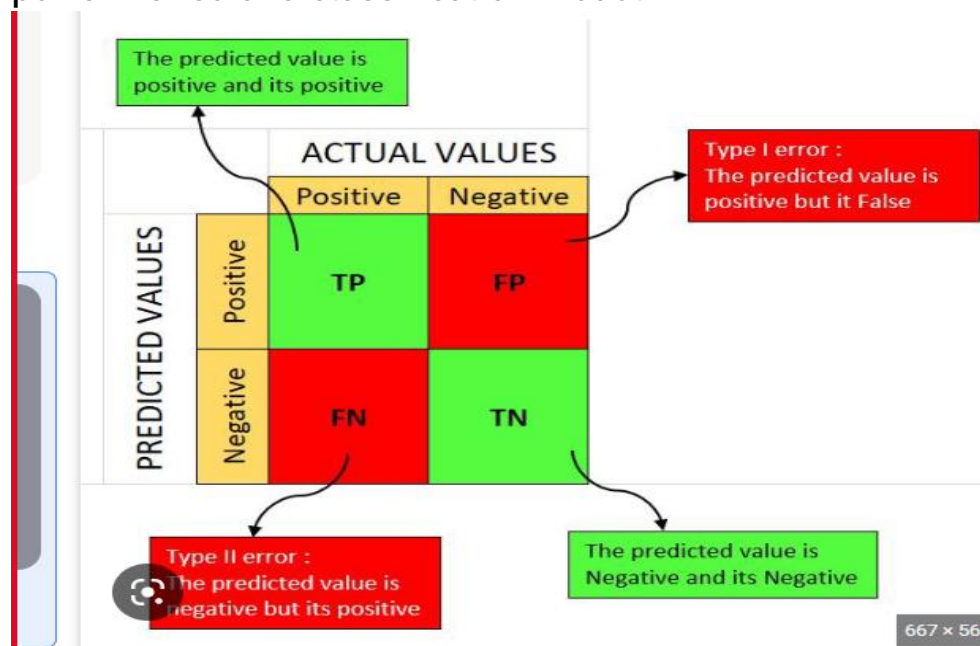 The predicted value is
positive and its positive
ACTUAL VALUES
Positive
Negative
Type I error :
The predicted value is
positive but it False
PREDICTED VALUES
Positive
TP
FP
Negative
FN
TN
Type II error :
The predicted value is
negative but its positive
The predicted value is
Negative and its Negative
667 × 56